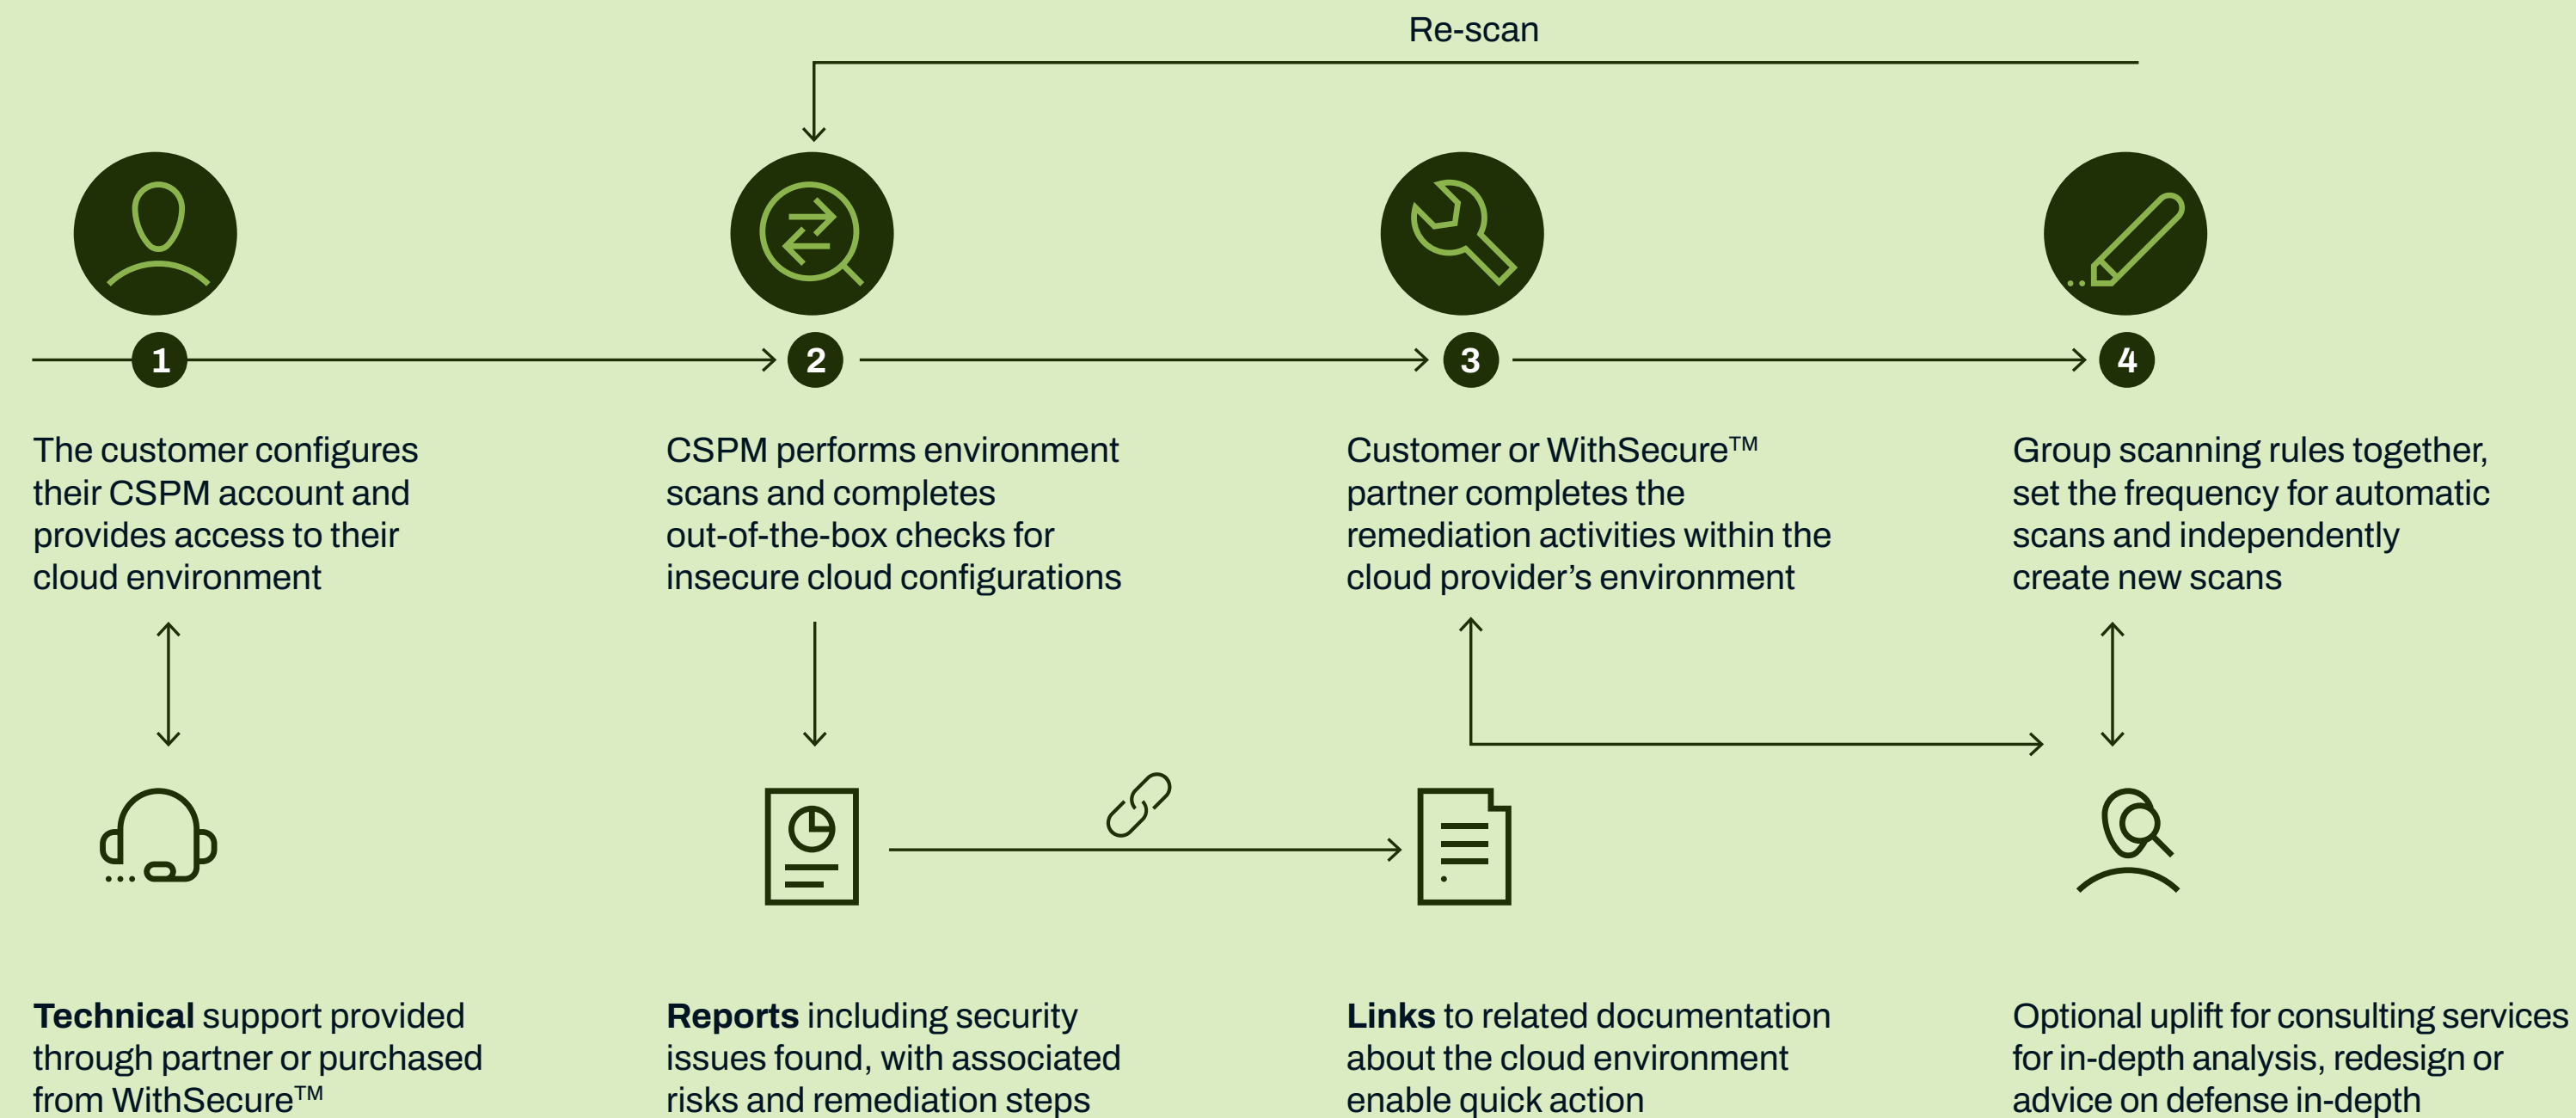 Re-scan
1
2
3
4
The customer configures
their CSPM account and
provides access to their
cloud environment
CSPM performs environment
scans and completes
out-of-the-box checks for
insecure cloud configurations
Customer or WithSecure™
partner completes the
remediation activities within the
cloud provider’s environment
Group scanning rules together,
set the frequency for automatic
scans and independently
create new scans
Technical support provided
through partner or purchased
from WithSecure™
Reports including security
issues found, with associated
risks and remediation steps
Links to related documentation
about the cloud environment
enable quick action
Optional uplift for consulting services
for in-depth analysis, redesign or
advice on defense in-depth